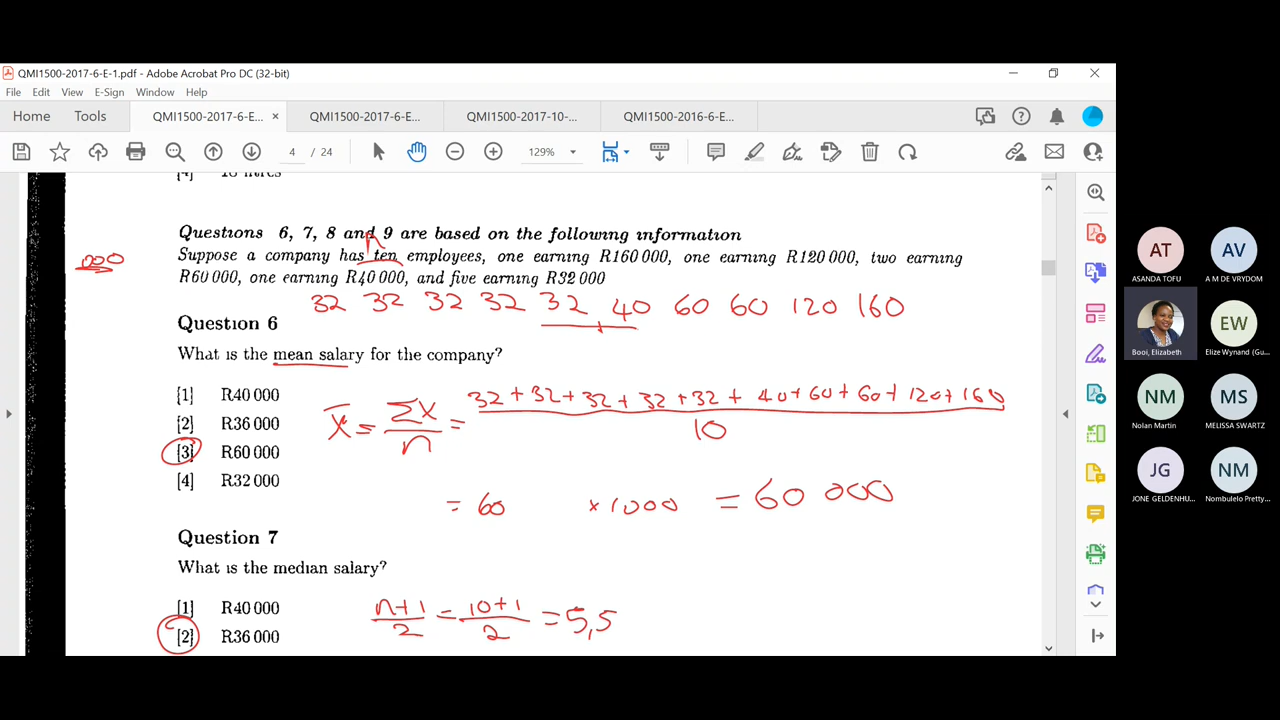 QMI1500-2017-6-E-1.pdf - Adobe Acrobat Pro DC (32-bit)
File Edit View E-Sign Window Help
Home Tools QMI1500-2017-6-E... × QMI1500-2017-6-E... QMI1500-2017-10-... QMI1500-2016-6-E...
4 / 24 129%
Questions 6, 7, 8 and 9 are based on the following information
n
000
Suppose a company has ten employees, one earning R160 000, one earning R120 000, two earning
R60 000, one earning R40 000, and five earning R32 000
32 32 32 32 32 40 60 60 120 160
Question 6
What is the mean salary for the company?
[1] R40 000
[2] R36 000
[3] R60 000
[4] R32 000
x̄ = Σx/n = 32 + 32 + 32 + 32 + 32 + 40 + 60 + 60 + 120 + 160
10
= 60 × 1000 = 60 000
Question 7
What is the median salary?
[1] R40 000
[2] R36 000
n+1/2 = 10+1/2 = 5,5
AT
ASANDA TOFU
AV
A M DE VRYDOM
Booi, Elizabeth
EW
Elize Wynand (Gu...
NM
Nolan Martin
MS
MELISSA SWARTZ
JG
JONE GELDENHU...
NM
Nombulelo Pretty...